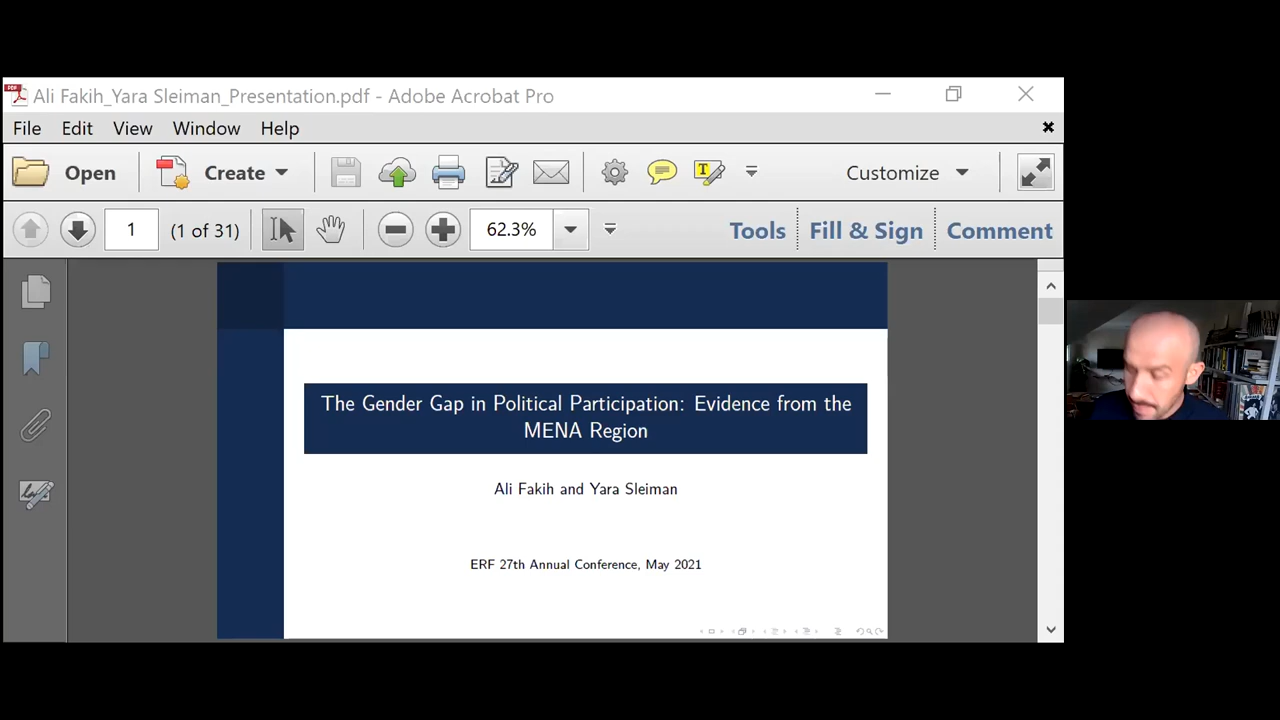 Ali Fakih_Yara Sleiman_Presentation.pdf - Adobe Acrobat Pro
File Edit View Window Help
Open Create Customize
1 (1 of 31) 62.3% Tools Fill & Sign Comment
The Gender Gap in Political Participation: Evidence from the
MENA Region
Ali Fakih and Yara Sleiman
ERF 27th Annual Conference, May 2021